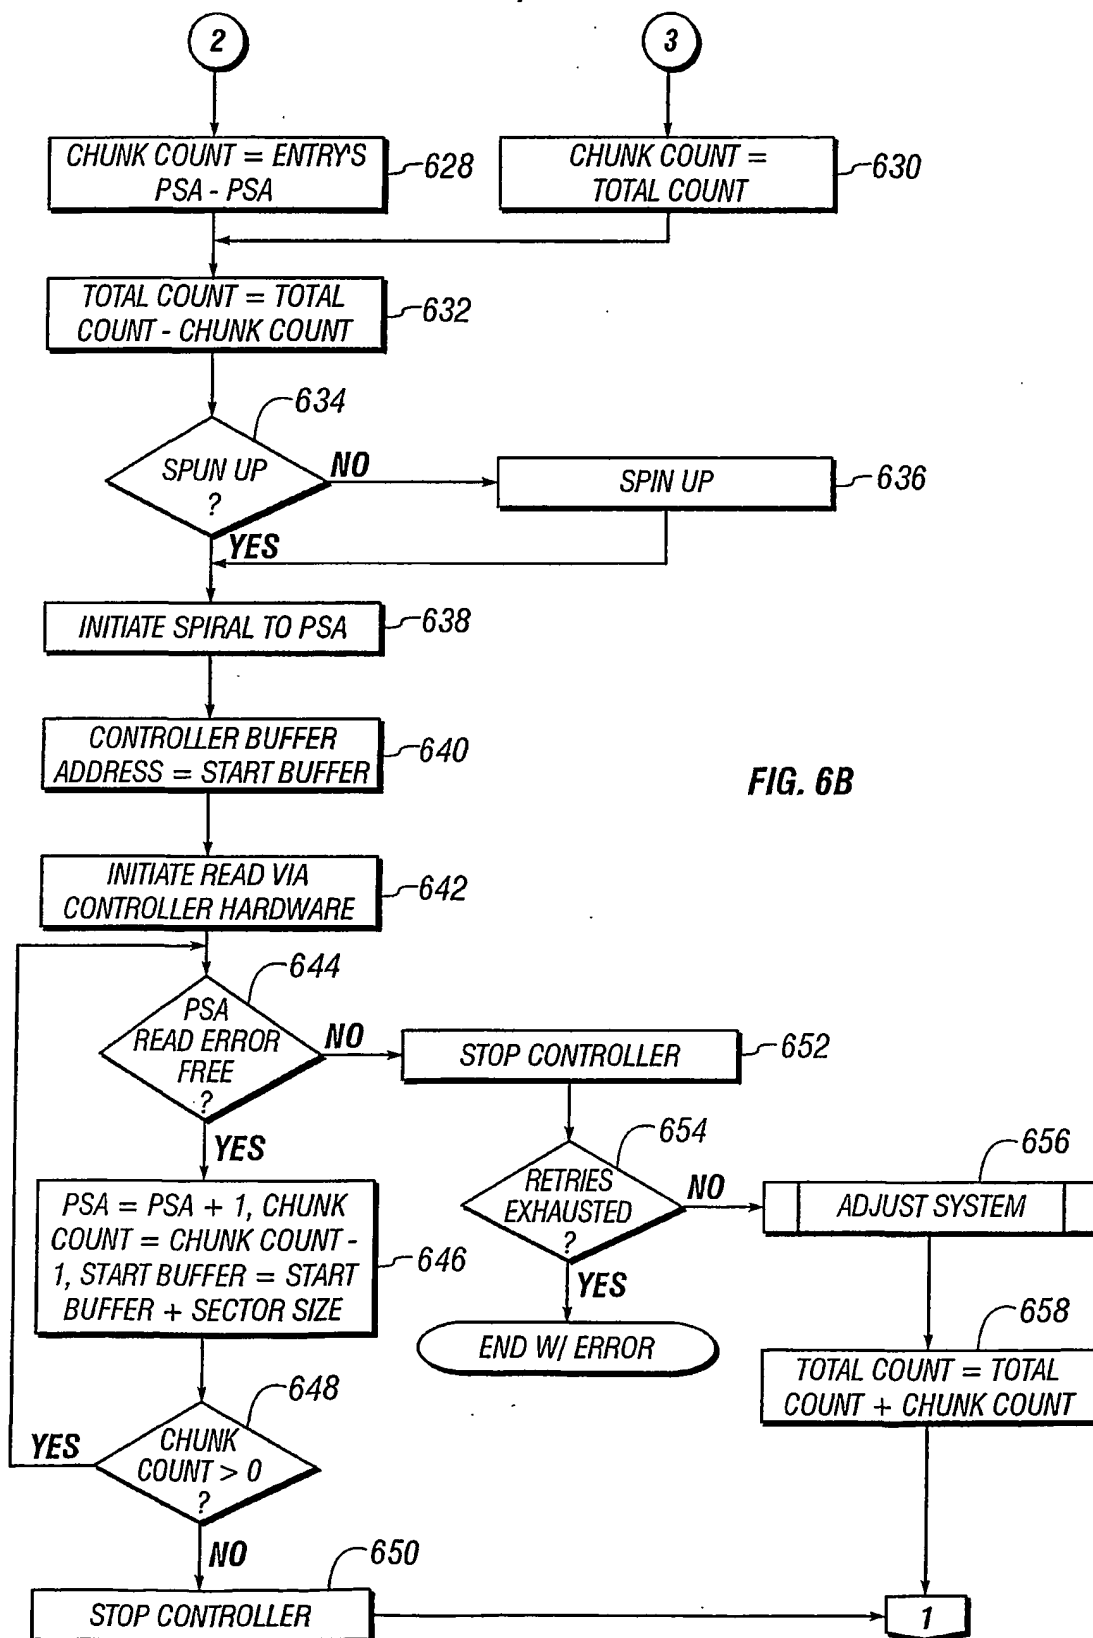 2
3
CHUNK COUNT = ENTRY'S
PSA - PSA
628
CHUNK COUNT =
TOTAL COUNT
630
TOTAL COUNT = TOTAL
COUNT - CHUNK COUNT
632
634
SPUN UP
?
NO
SPIN UP
636
YES
INITIATE SPIRAL TO PSA
638
CONTROLLER BUFFER
ADDRESS = START BUFFER
640
FIG. 6B
INITIATE READ VIA
CONTROLLER HARDWARE
642
644
PSA
READ ERROR
FREE
?
NO
STOP CONTROLLER
652
YES
654
RETRIES
EXHAUSTED
?
NO
656
ADJUST SYSTEM
PSA = PSA + 1, CHUNK
COUNT = CHUNK COUNT -
1, START BUFFER = START
BUFFER + SECTOR SIZE
646
YES
END W/ ERROR
658
TOTAL COUNT = TOTAL
COUNT + CHUNK COUNT
648
YES
CHUNK
COUNT > 0
?
NO
650
STOP CONTROLLER
1